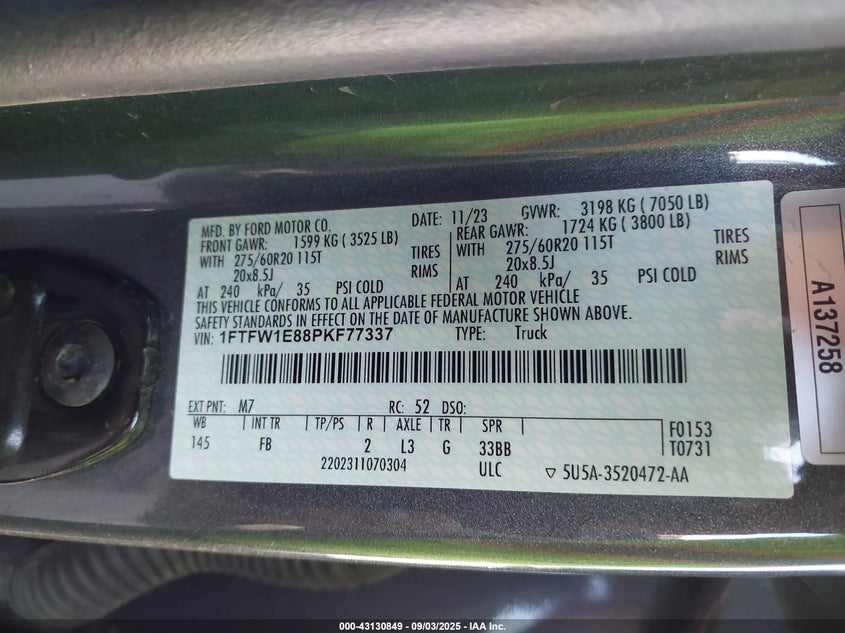 MFD. BY FORD MOTOR CO. DATE: 11/23 GVWR: 3198 KG ( 7050 LB)
FRONT GAWR: 1599 KG ( 3525 LB) REAR GAWR: 1724 KG ( 3800 LB)
WITH 275/60R20 115T TIRES WITH 275/60R20 115T TIRES
20x8.5J RIMS 20x8.5J RIMS
AT 240 kPa/ 35 PSI COLD AT 240 kPa/ 35 PSI COLD
THIS VEHICLE CONFORMS TO ALL APPLICABLE FEDERAL MOTOR VEHICLE
SAFETY STANDARDS IN EFFECT ON THE DATE OF MANUFACTURE SHOWN ABOVE.
VIN: 1FTFW1E88PKF77337 TYPE: Truck
EXT PNT: M7 RC: 52 DSO:
WB INT TR TP/PS R AXLE TR SPR F0153
145 FB 2 L3 G 33BB T0731
2202311070304 ULC ▽ 5U5A-3520472-AA
A137258
000-43130849 - 09/03/2025 - IAA Inc.